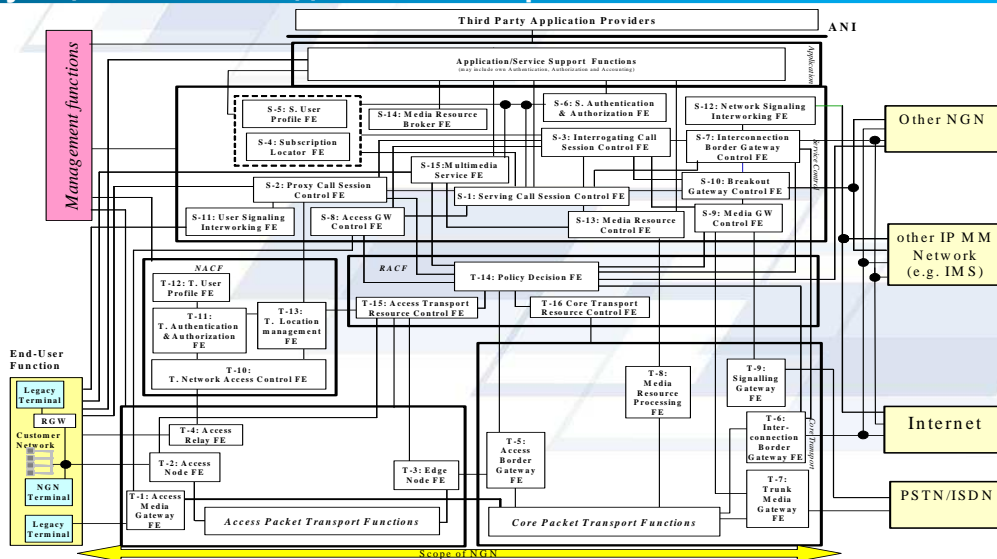 Third Party Application Providers
ANI
Management functions
Application/Service Support Functions
(may include own Authentication, Authorization and Accounting)
Application
S-5: S. User
Profile FE
S-14: Media Resource
Broker FE
S-6: S. Authentication
& Authorization FE
S-12: Network Signaling
Interworking FE
Other NGN
S-4: Subscription
Locator FE
S-3: Interrogating Call
Session Control FE
S-7: Interconnection
Border Gateway
Control FE
Service Control
S-15:Multimedia
Service FE
S-2: Proxy Call Session
Control FE
S-1: Serving Call Session Control FE
S-10: Breakout
Gateway Control FE
S-11: User Signaling
Interworking FE
S-8: Access GW
Control FE
S-13: Media Resource
Control FE
S-9: Media GW
Control FE
other IP MM
Network
(e.g. IMS)
NACF
RACF
T-12: T. User
Profile FE
T-14: Policy Decision FE
T-15: Access Transport
Resource Control FE
T-16 Core Transport
Resource Control FE
T-11:
T. Authentication
& Authorization
FE
T-13:
T. Location
management
FE
T-10:
T. Network Access Control FE
End-User
Function
Legacy
Terminal
RGW
Customer
Network
NGN
Terminal
Legacy
Terminal
T-4: Access
Relay FE
T-2: Access
Node FE
T-1: Access
Media
Gateway
FE
T-3: Edge
Node FE
Access Packet Transport Functions
T-5:
Access
Border
Gateway
FE
T-8:
Media
Resource
Processing
FE
T-9:
Signalling
Gateway
FE
T-6:
Inter-
connection
Border
Gateway FE
Core Transport
T-7:
Trunk
Media
Gateway
FE
Core Packet Transport Functions
Internet
PSTN/ISDN
Scope of NGN